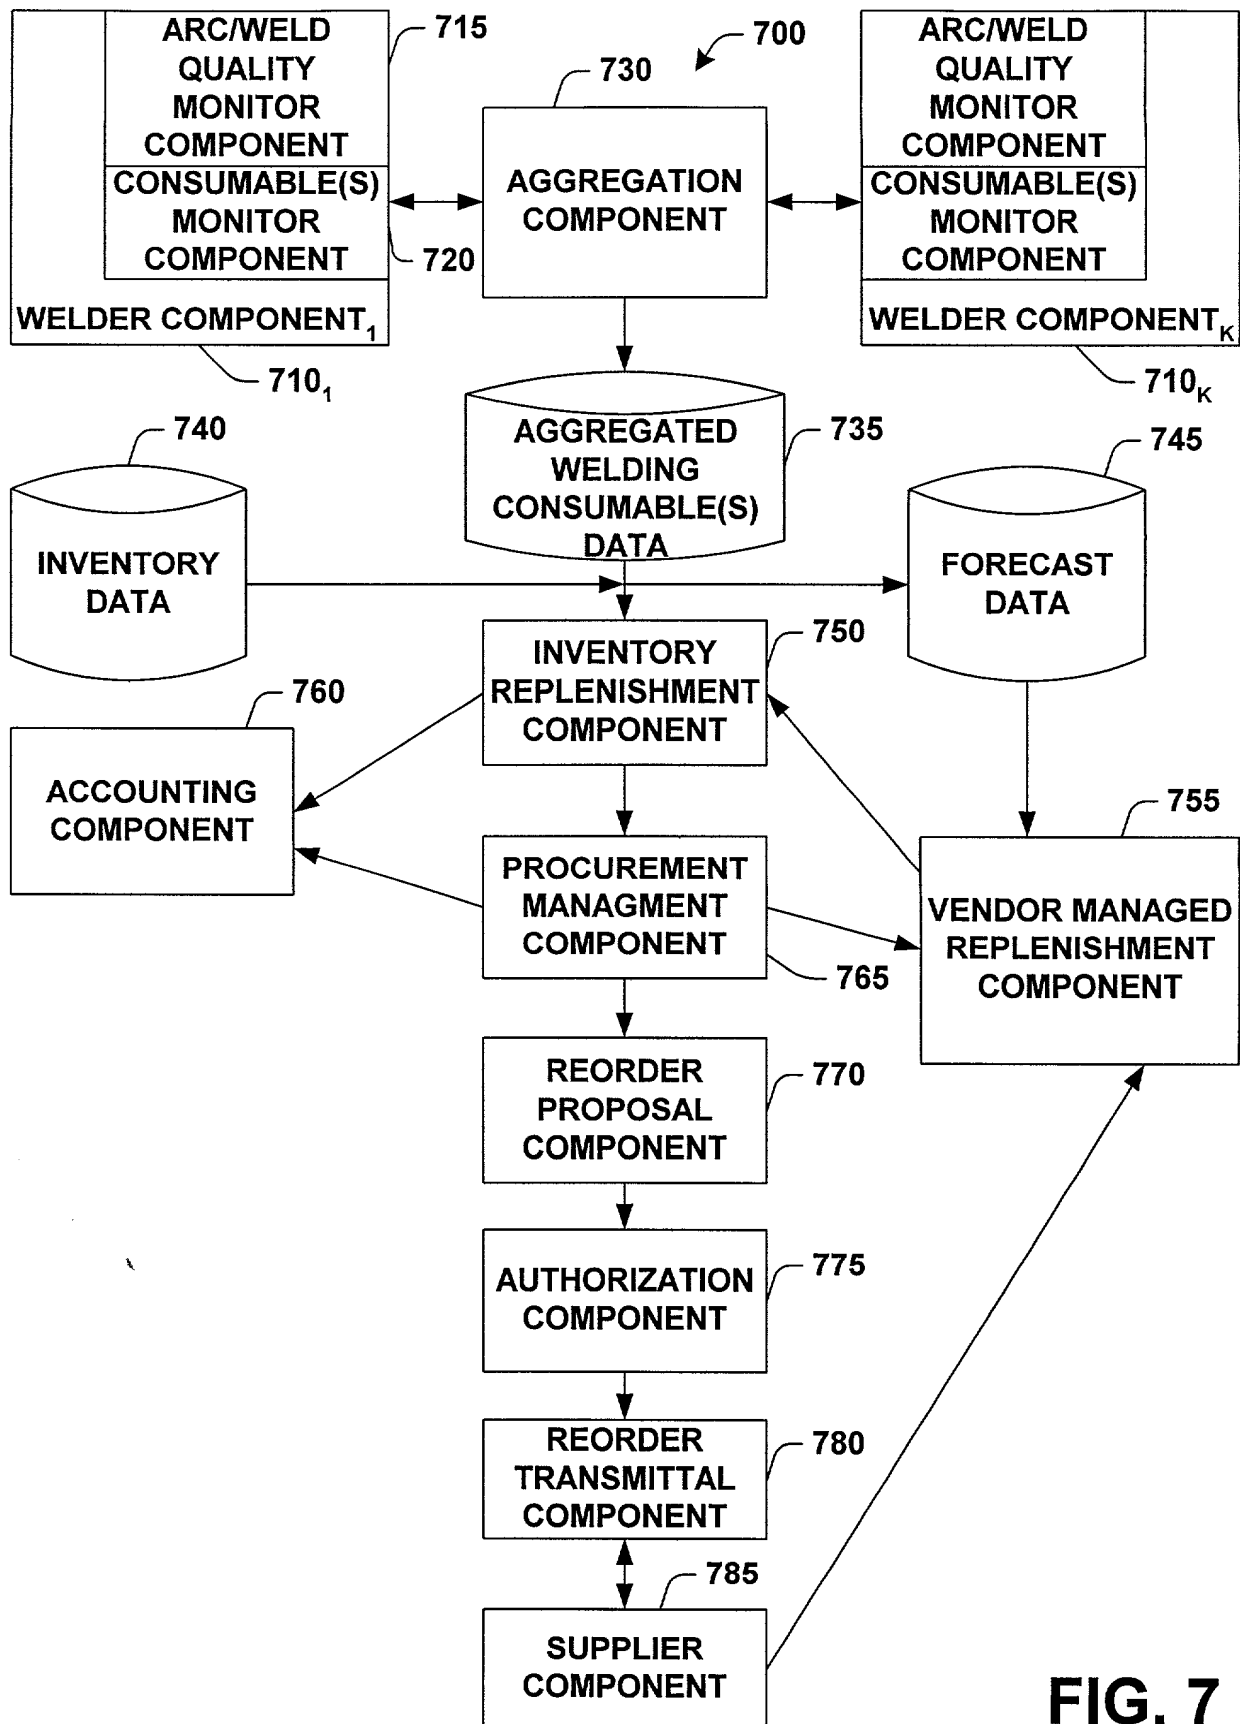 ARC/WELD
QUALITY
MONITOR
COMPONENT
715
CONSUMABLE(S)
MONITOR
COMPONENT
720
WELDER COMPONENT1
7101
700
730
AGGREGATION
COMPONENT
ARC/WELD
QUALITY
MONITOR
COMPONENT
CONSUMABLE(S)
MONITOR
COMPONENT
WELDER COMPONENTK
710K
740
INVENTORY
DATA
735
AGGREGATED
WELDING
CONSUMABLE(S)
DATA
745
FORECAST
DATA
750
INVENTORY
REPLENISHMENT
COMPONENT
760
ACCOUNTING
COMPONENT
755
VENDOR MANAGED
REPLENISHMENT
COMPONENT
PROCUREMENT
MANAGMENT
COMPONENT
765
REORDER
PROPOSAL
COMPONENT
770
AUTHORIZATION
COMPONENT
775
REORDER
TRANSMITTAL
COMPONENT
780
785
SUPPLIER
COMPONENT
FIG. 7